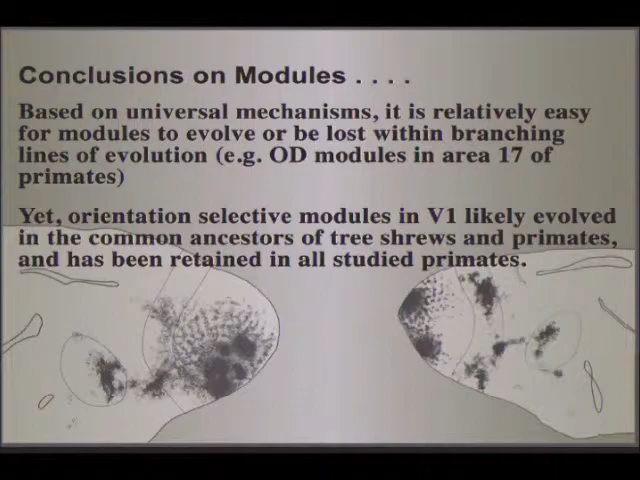 Conclusions on Modules . . . .
Based on universal mechanisms, it is relatively easy
for modules to evolve or be lost within branching
lines of evolution (e.g. OD modules in area 17 of
primates)
Yet, orientation selective modules in V1 likely evolved
in the common ancestors of tree shrews and primates,
and has been retained in all studied primates.